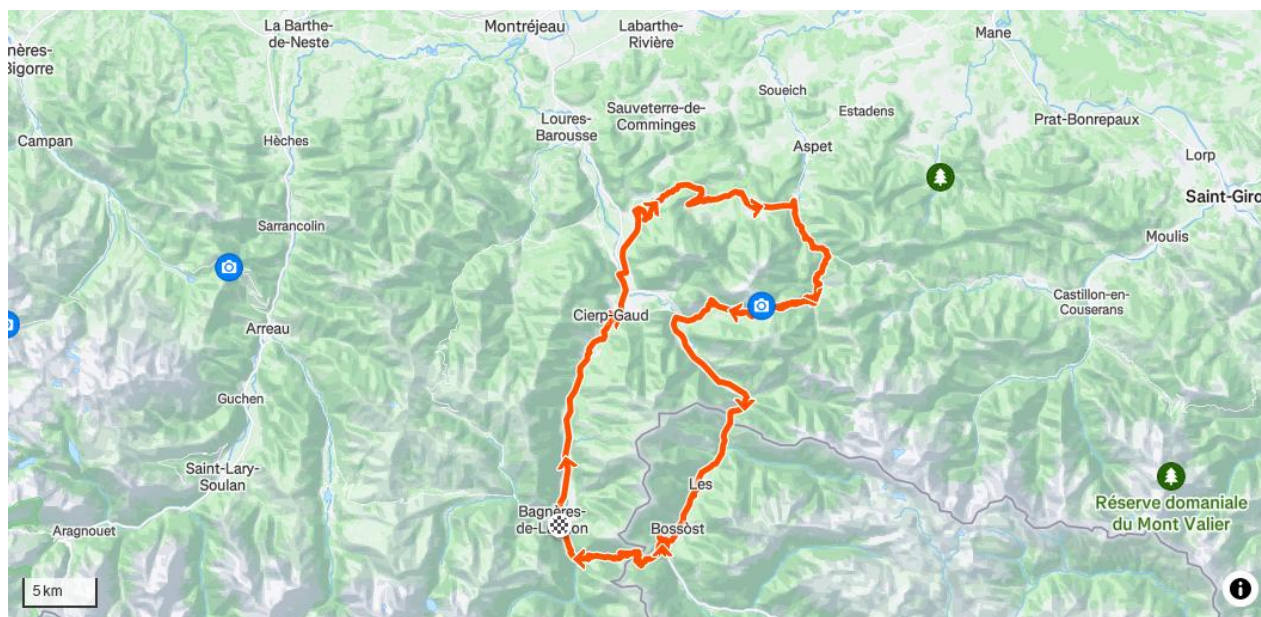 La Barthe-
de-Neste
Montréjeau
Labarthe-
Rivière
Mane
nères-
Bigorre
Soueich
Estadens
Sauveterre-de-
Comminges
Prat-Bonrepaux
Loures-
Barousse
Campan
Hèches
Aspet
Lorp
Saint-Giro
Sarrancolin
Moulis
Castillon-en-
Couserans
Cierp-Gaud
Arreau
Guchen
Saint-Lary-
Soulan
Les
Réserve domaniale
du Mont Valier
Bagnères-
Bossòst
Aragnouet
5 km